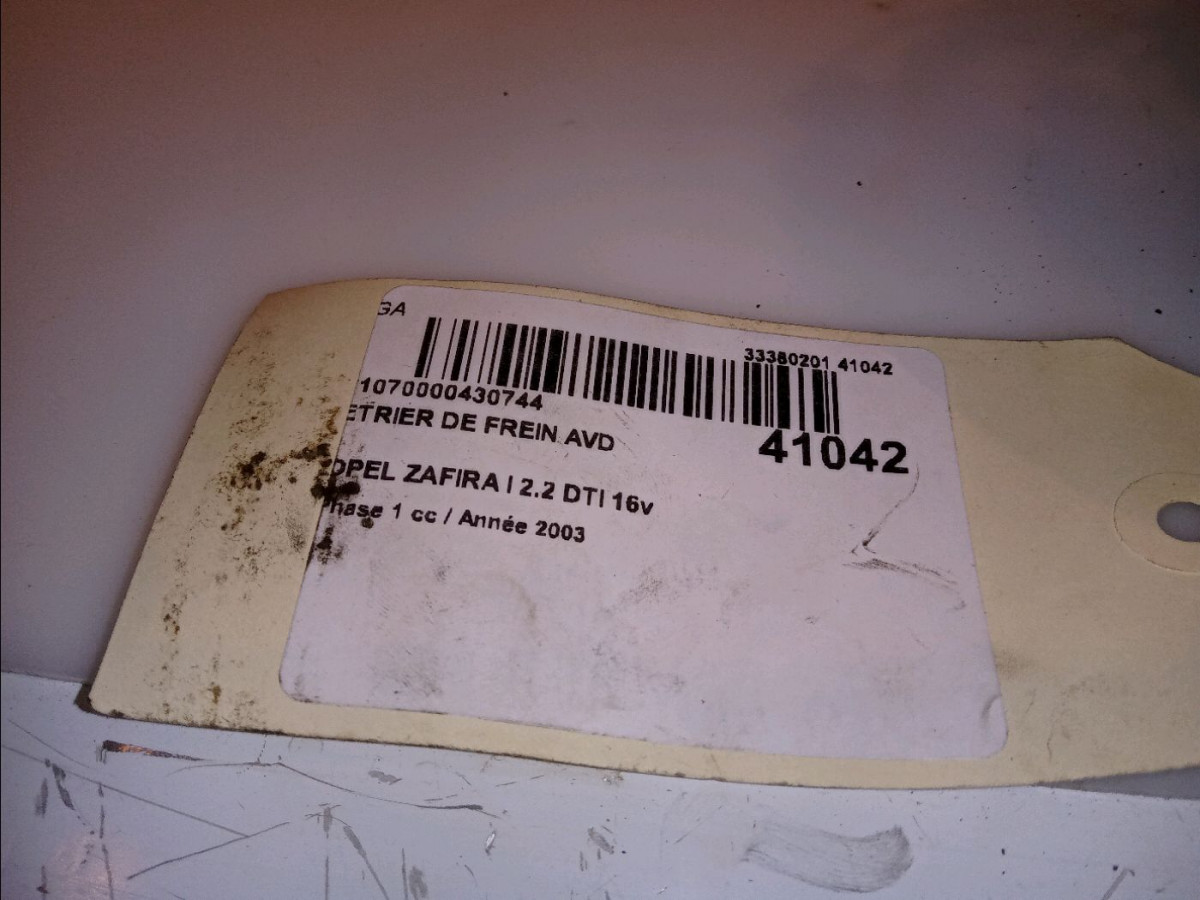 GA
33380201 41042
1070000430744
ETRIER DE FREIN AVD
41042
OPEL ZAFIRA I 2.2 DTI 16v
Phase 1 cc / Année 2003